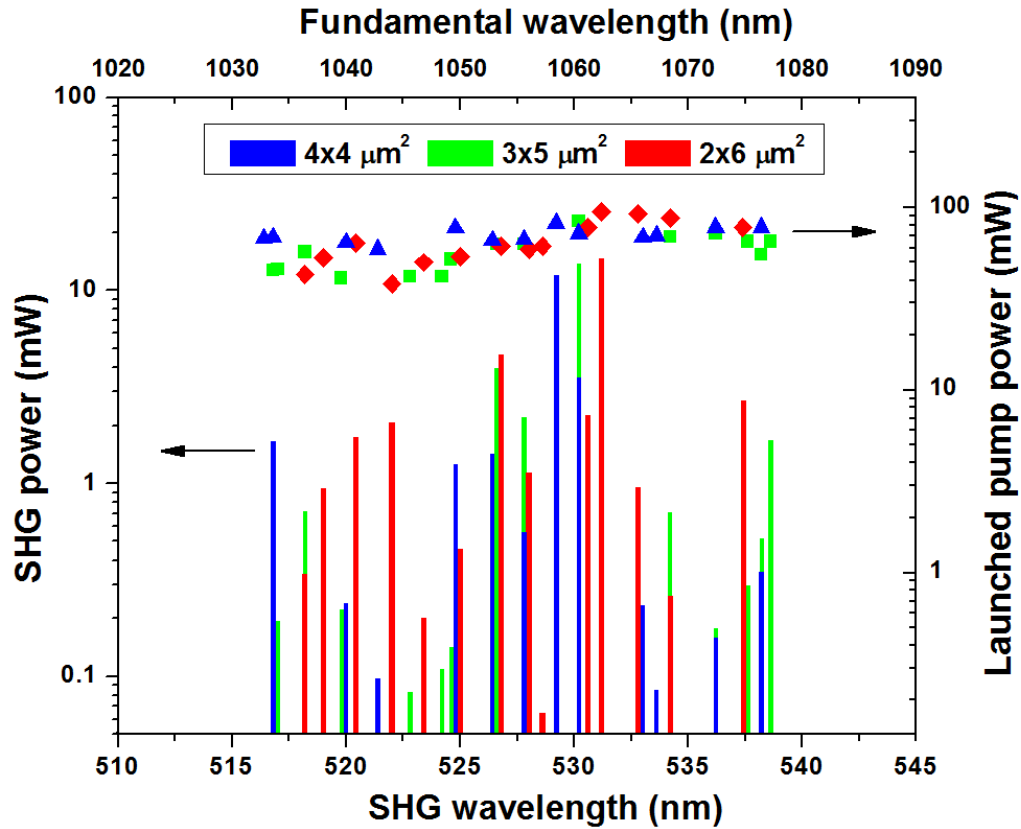 Fundamental wavelength (nm)
1020 1030 1040 1050 1060 1070 1080 1090
100
10
1
0.1
SHG power (mW)
4x4 μm²
3x5 μm²
2x6 μm²
100
10
1
Launched pump power (mW)
510 515 520 525 530 535 540 545
SHG wavelength (nm)